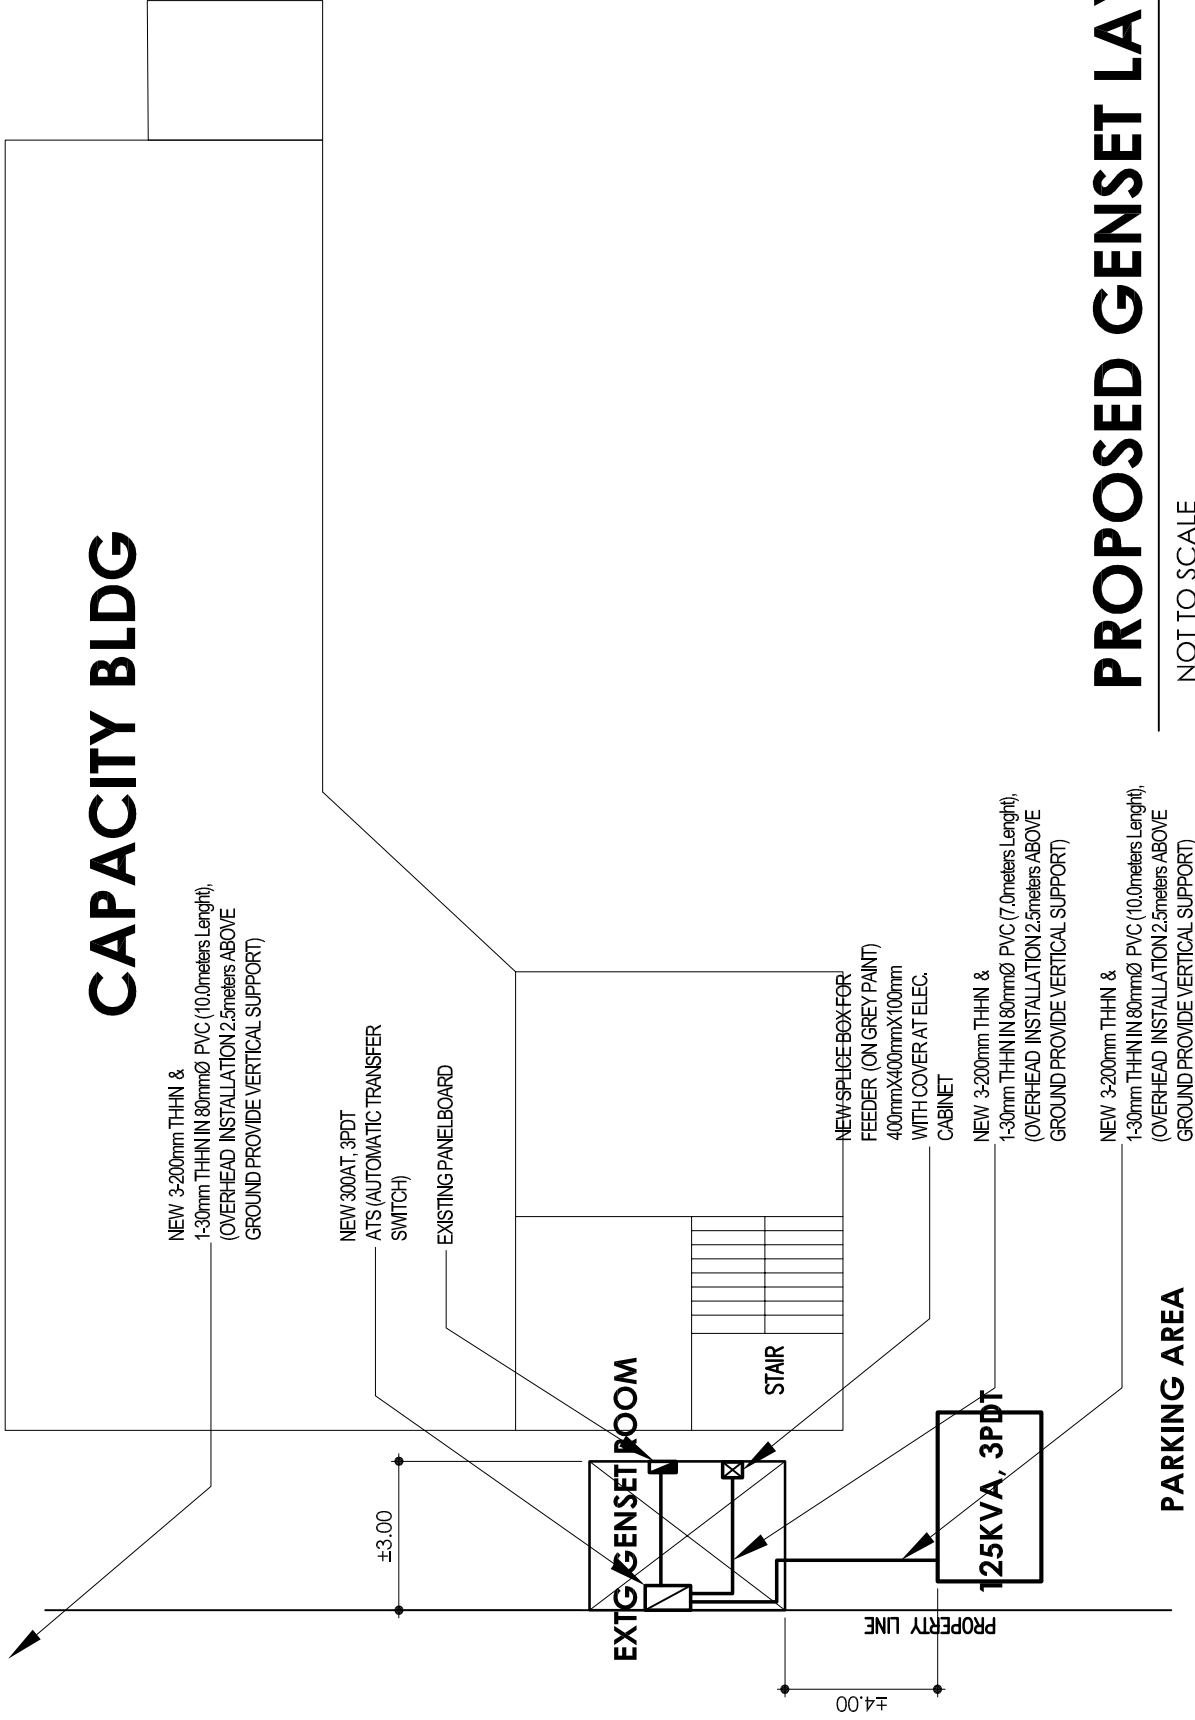 CAPACITY BLDG
NEW 3-200mm THHN &
1-30mm THHN IN 80mmØ PVC (10.0meters Lenght),
(OVERHEAD INSTALLATION 2.5meters ABOVE
GROUND PROVIDE VERTICAL SUPPORT)
NEW 300AT, 3PDT
ATS (AUTOMATIC TRANSFER
SWITCH)
EXISTING PANELBOARD
±3.00
EXTG GENSET ROOM
STAIR
NEW SPLICE BOX FOR
FEEDER (ON GREY PAINT)
400mmX400mmX100mm
WITH COVER AT ELEC.
CABINET
NEW 3-200mm THHN &
1-30mm THHN IN 80mmØ PVC (7.0meters Lenght),
(OVERHEAD INSTALLATION 2.5meters ABOVE
GROUND PROVIDE VERTICAL SUPPORT)
NEW 3-200mm THHN &
1-30mm THHN IN 80mmØ PVC (10.0meters Lenght),
(OVERHEAD INSTALLATION 2.5meters ABOVE
GROUND PROVIDE VERTICAL SUPPORT)
125KVA, 3PDT
PROPERTY LINE
±4.00
PARKING AREA
PROPOSED GENSET
NOT TO SCALE